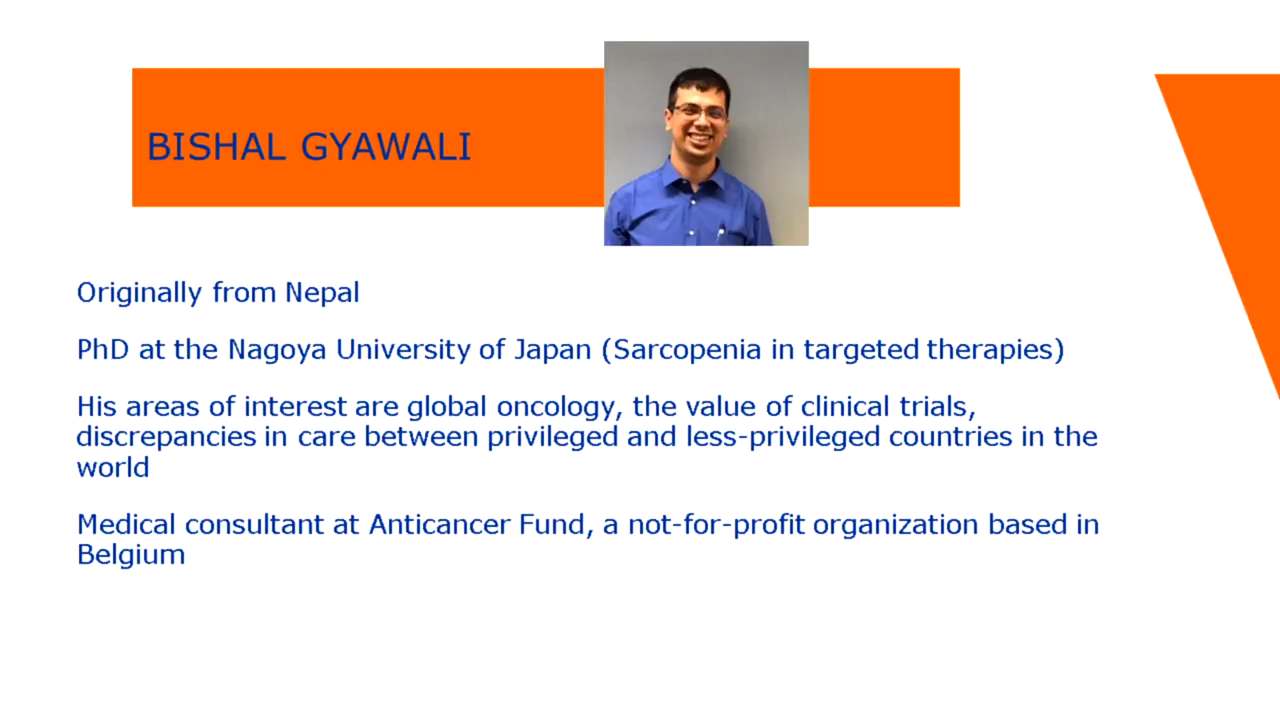 BISHAL GYAWALI
Originally from Nepal
PhD at the Nagoya University of Japan (Sarcopenia in targeted therapies)
His areas of interest are global oncology, the value of clinical trials,
discrepancies in care between privileged and less-privileged countries in the
world
Medical consultant at Anticancer Fund, a not-for-profit organization based in
Belgium